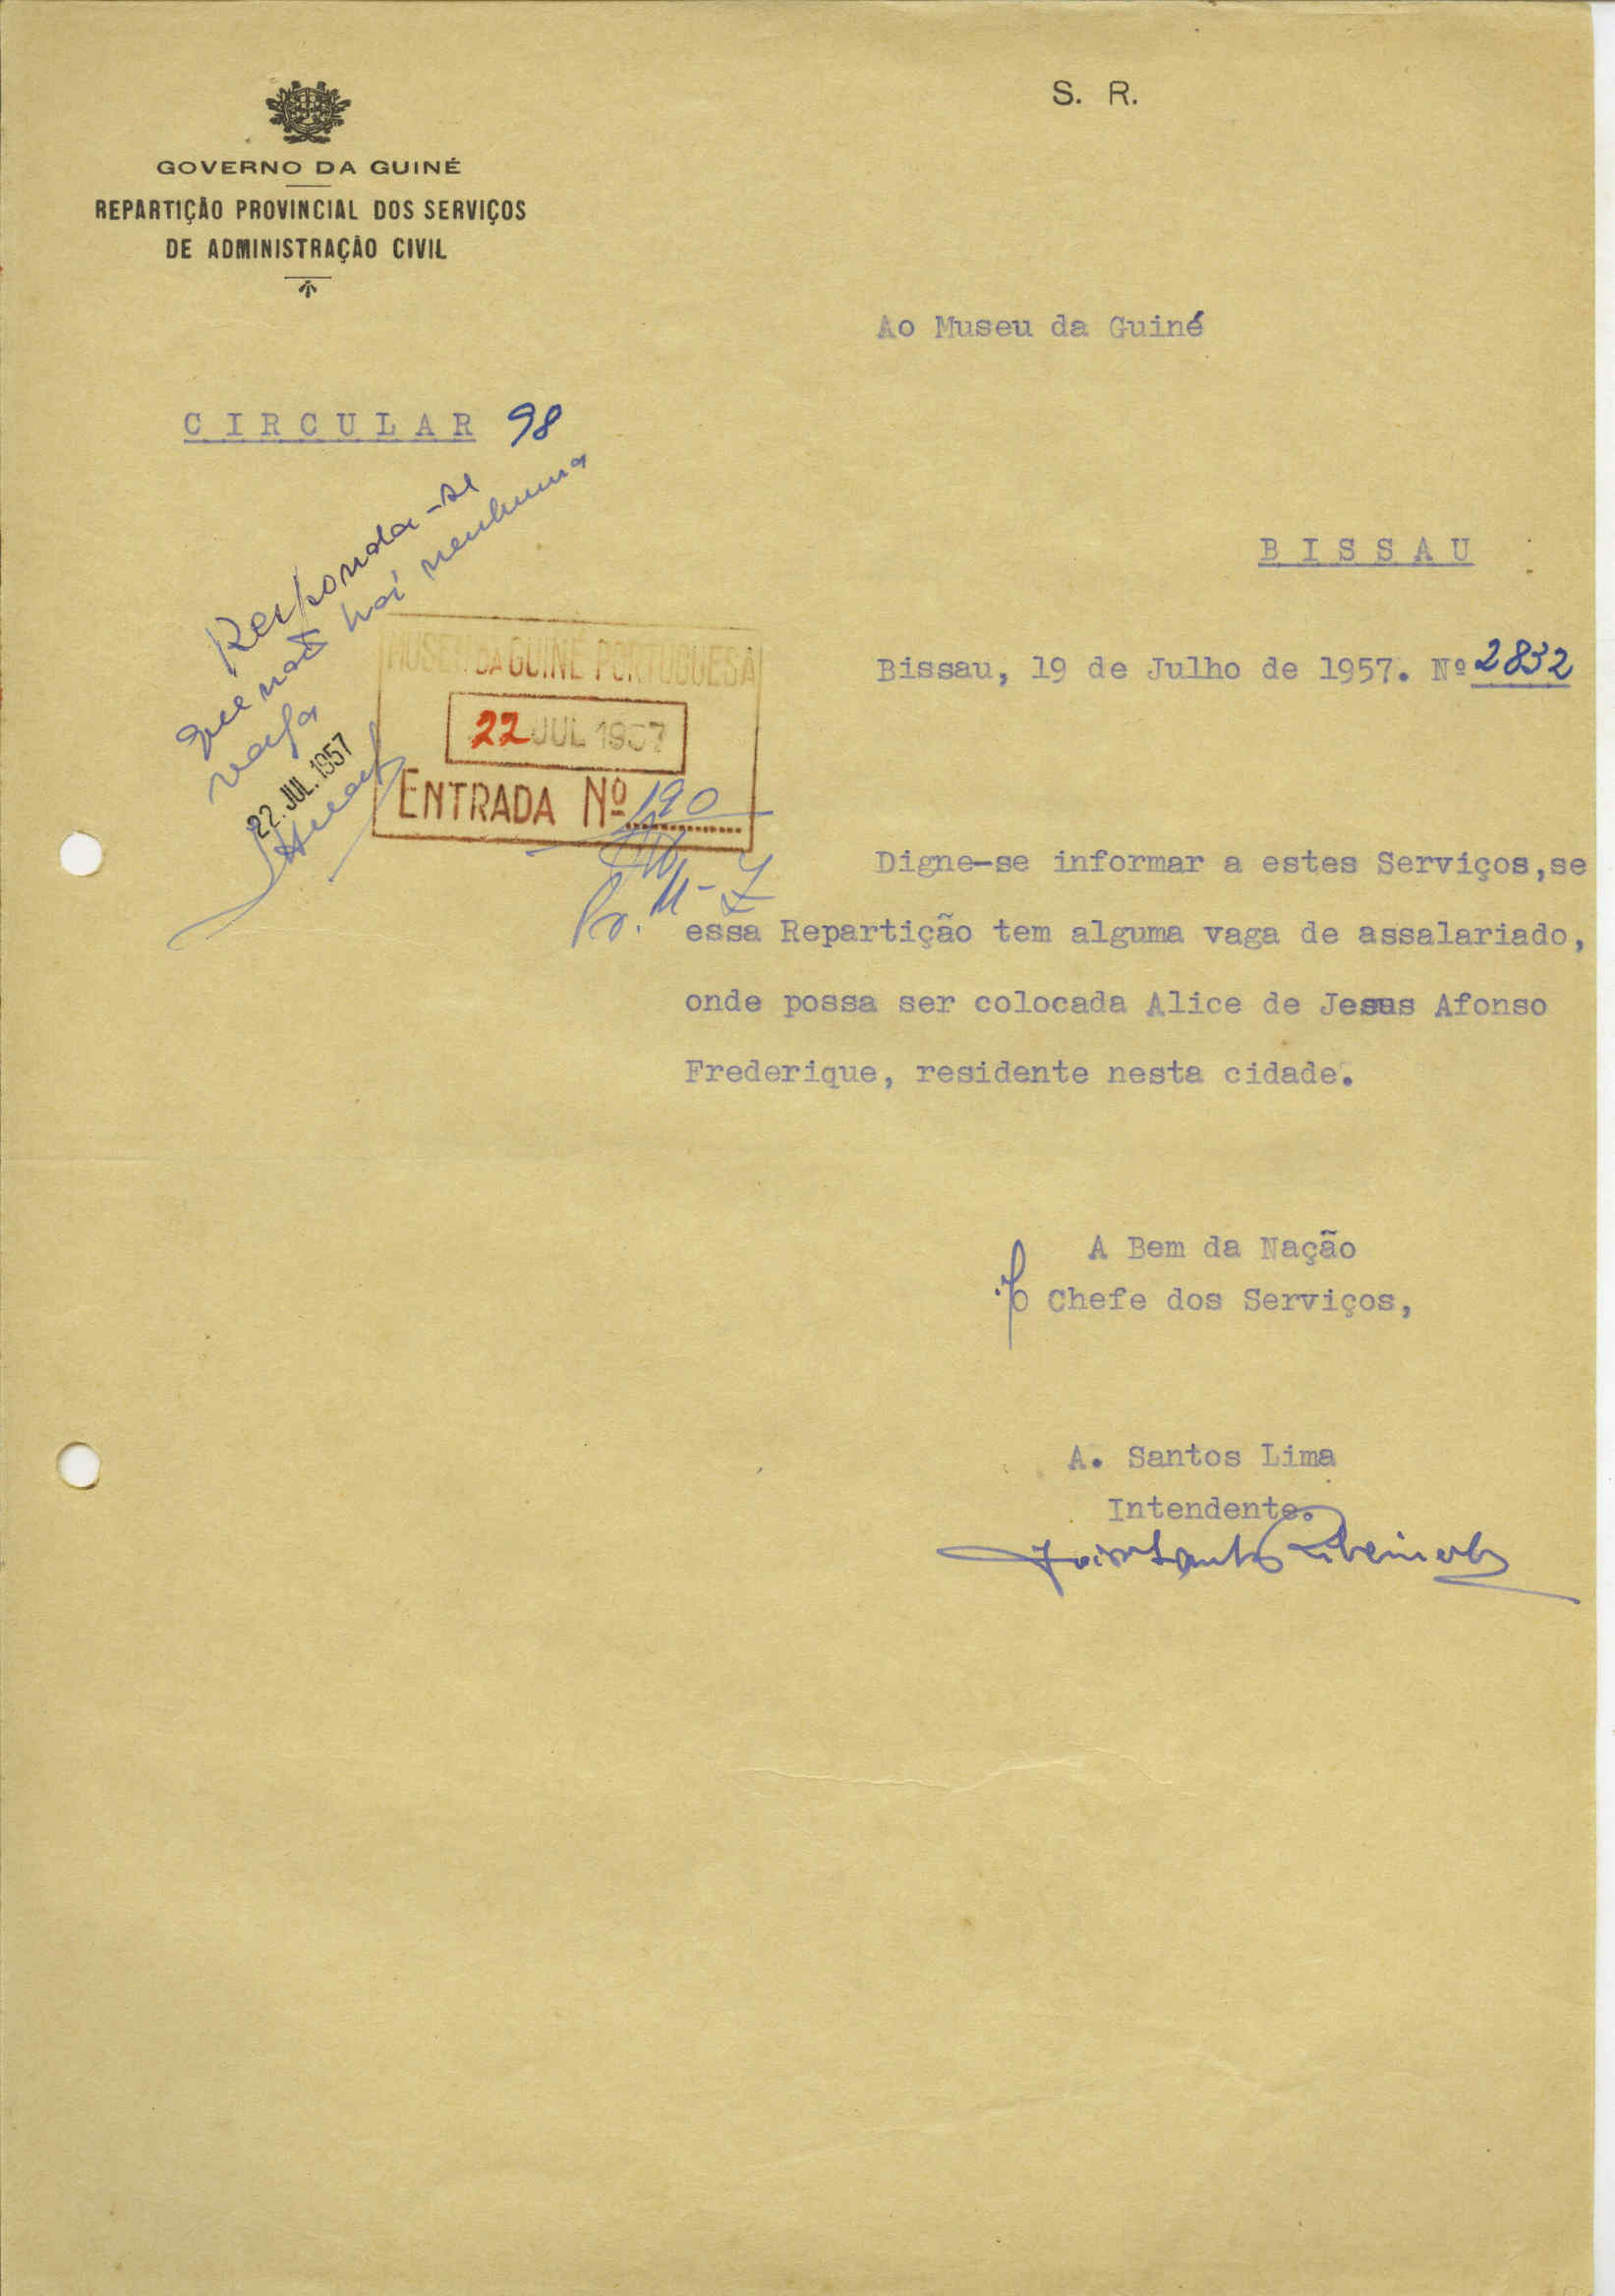 S. R.
GOVERNO DA GUINÉ
REPARTIÇÃO PROVINCIAL DOS SERVIÇOS
DE ADMINISTRAÇÃO CIVIL
Ao Museu da Guiné
CIRCULAR 98
Responda-se
que não há nenhuma
vaga
22. JUL. 1957
BISSAU
MUSEU DA GUINÉ PORTUGUESA
22 JUL 1957
ENTRADA Nº 190
Bissau, 19 de Julho de 1957. Nº 2832
Digne-se informar a estes Serviços,se
essa Repartição tem alguma vaga de assalariado,
onde possa ser colocada Alice de Jesus Afonso
Frederique, residente nesta cidade.
A Bem da Nação
O Chefe dos Serviços,
A. Santos Lima
Intendente.